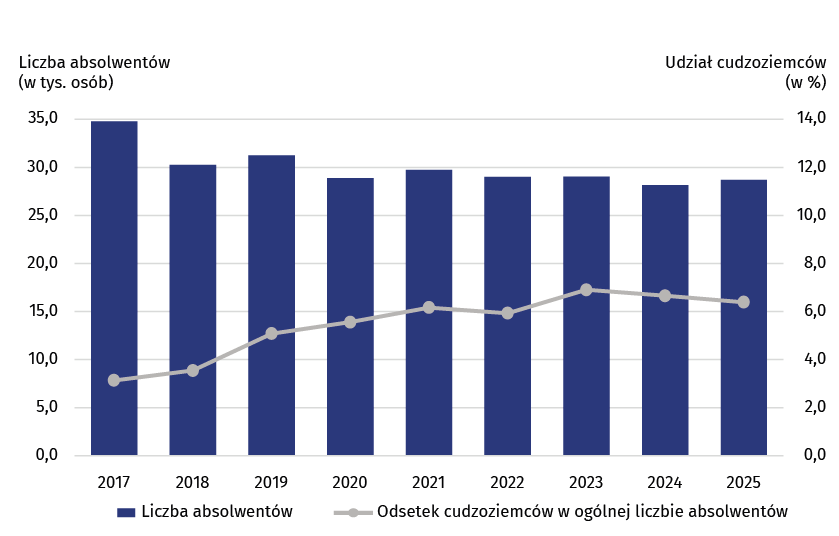 Liczba absolwentów
(w tys. osób)
Udział cudzoziemców
(w %)
35,0
14,0
30,0
12,0
25,0
10,0
20,0
8,0
15,0
6,0
10,0
4,0
5,0
2,0
0,0
0,0
2017 2018 2019 2020 2021 2022 2023 2024 2025
Liczba absolwentów
Odsetek cudzoziemców w ogólnej liczbie absolwentów